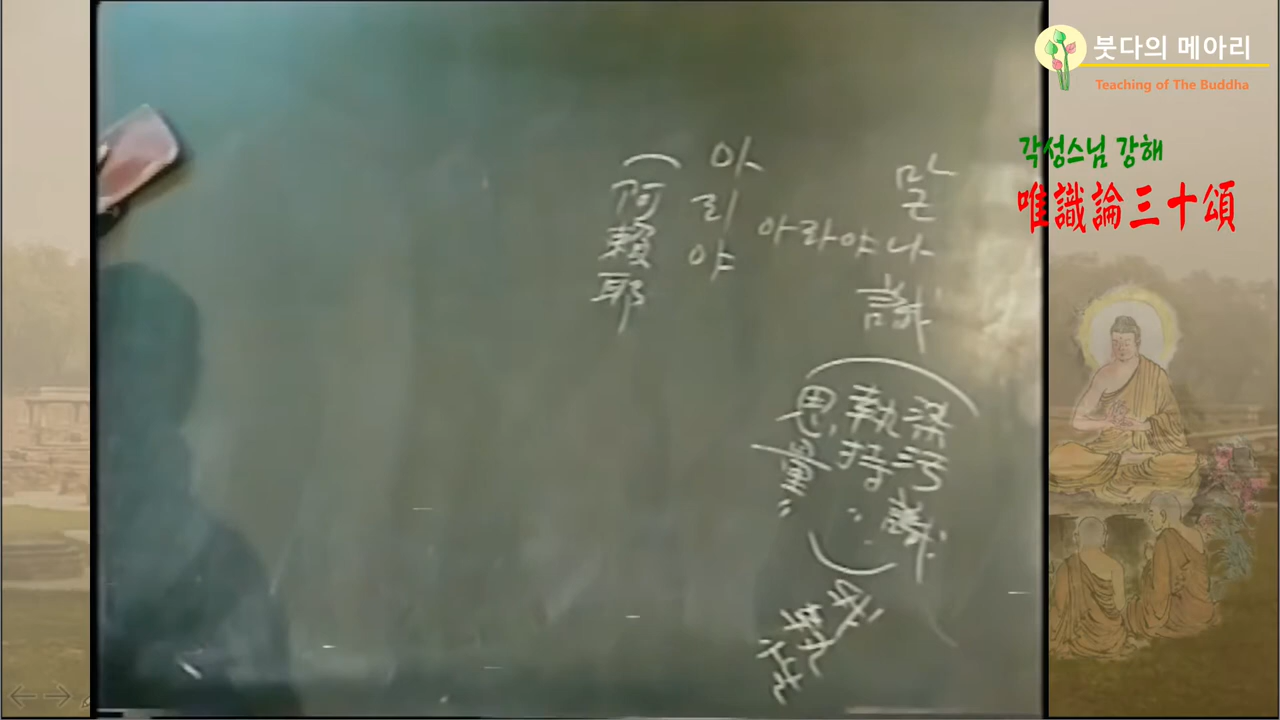 붓다의 메아리
Teaching of The Buddha
각성스님 강해
唯識論三十頌
말나識
아라야
(染汚識
執持〃
思量〃)
我執
아리야
(阿賴耶